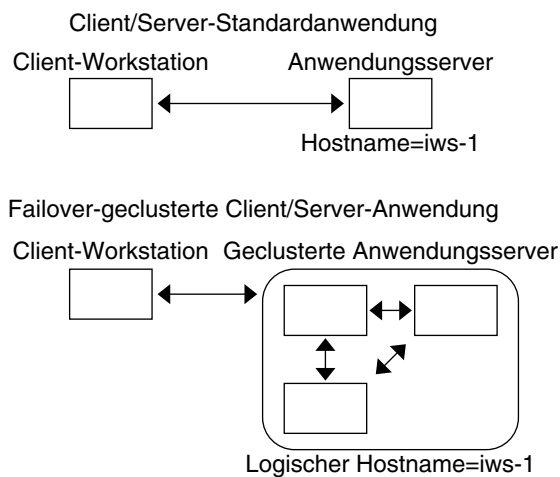 Client/Server-Standardanwendung
Client-Workstation
Anwendungsserver
Hostname=iws-1
Failover-geclusterte Client/Server-Anwendung
Client-Workstation
Geclusterte Anwendungsserver
Logischer Hostname=iws-1